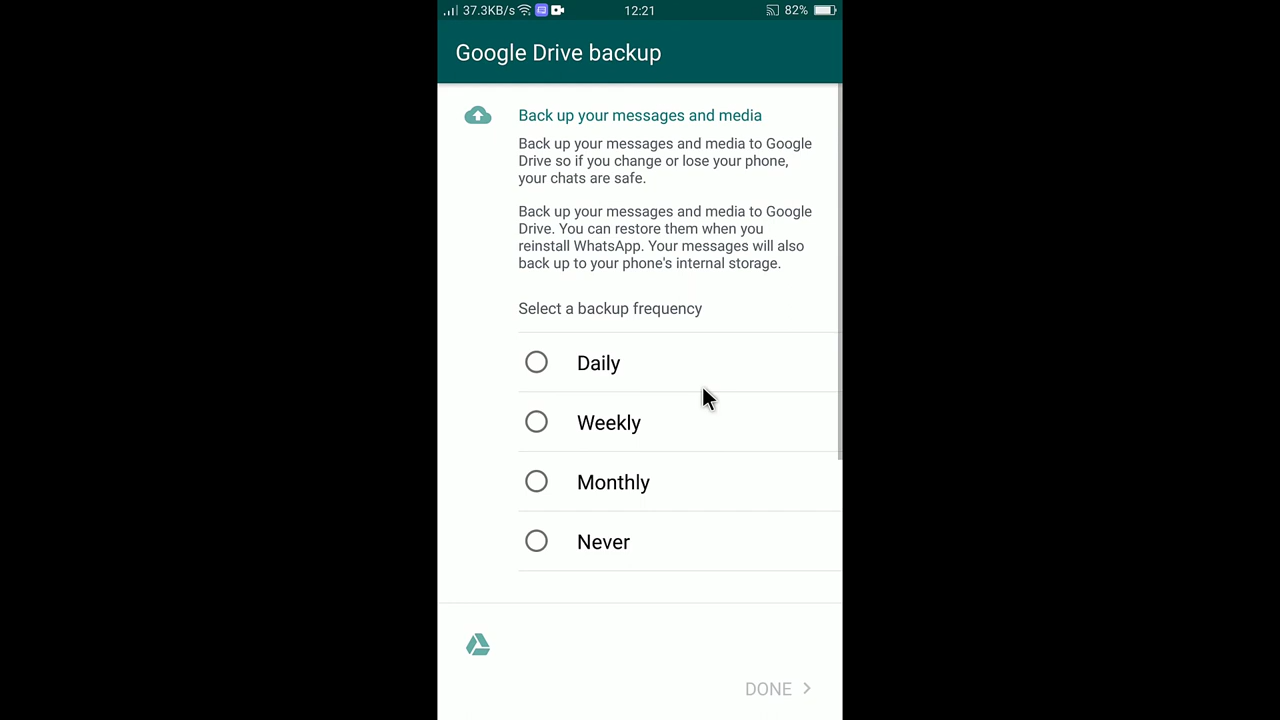 37.3KB/s 12:21 82%
Google Drive backup
Back up your messages and media
Back up your messages and media to Google
Drive so if you change or lose your phone,
your chats are safe.
Back up your messages and media to Google
Drive. You can restore them when you
reinstall WhatsApp. Your messages will also
back up to your phone's internal storage.
Select a backup frequency
Daily
Weekly
Monthly
Never
DONE